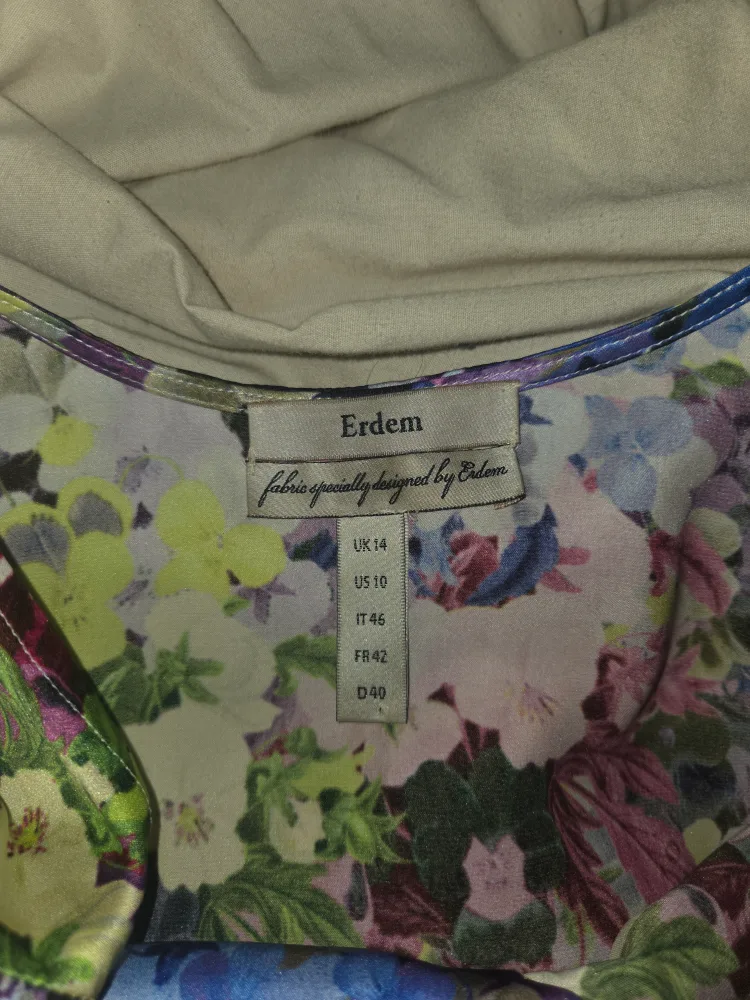 Erdem
fabric specially designed by Erdem
UK 14
US 10
IT 46
FR 42
D 40